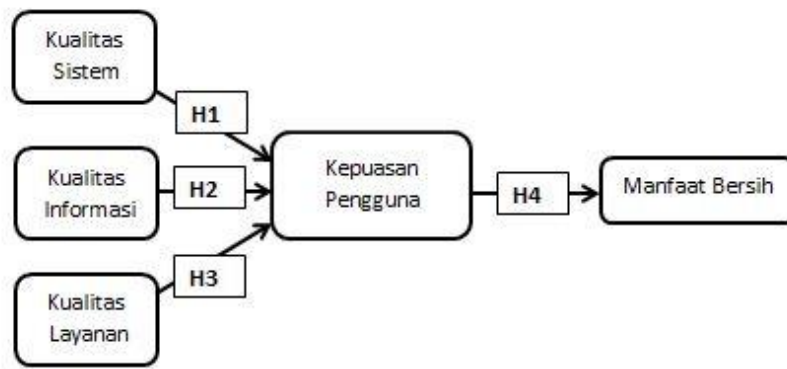 Kualitas
Sistem
H1
Kualitas
Informasi
H2
Kepuasan
Pengguna
H4
Manfaat Bersih
H3
Kualitas
Layanan